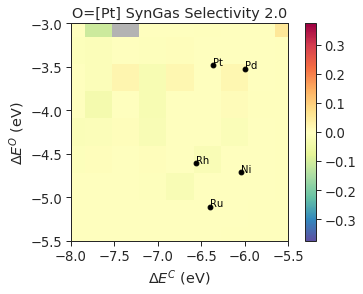 O=[Pt] SynGas Selectivity 2.0
−3.0
−3.5
−4.0
−4.5
−5.0
−5.5
ΔE^O (eV)
Pt
Pd
Rh
Ni
Ru
−8.0 −7.5 −7.0 −6.5 −6.0 −5.5
ΔE^C (eV)
0.3
0.2
0.1
0.0
−0.1
−0.2
−0.3